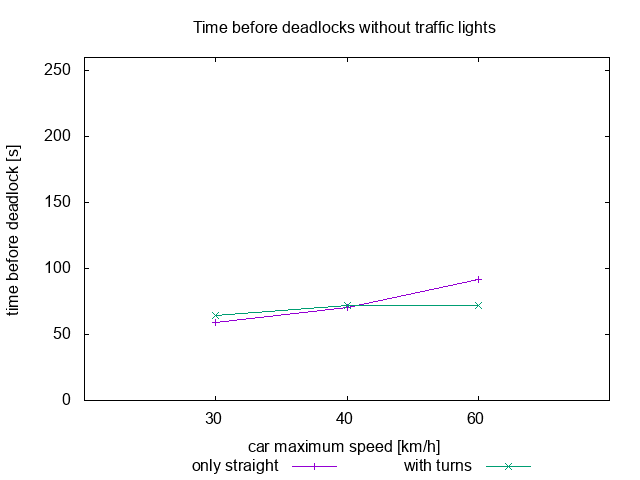 Time before deadlocks without traffic lights
250
200
150
100
50
0
time before deadlock [s]
30 40 60
car maximum speed [km/h]
only straight with turns